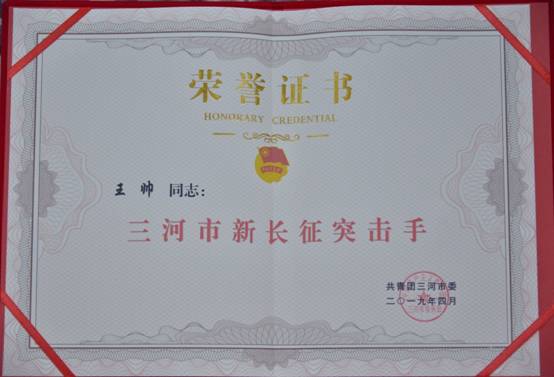 荣誉证书
HONORARY CREDENTIAL
王帅 同志：
三河市新长征突击手
共青团三河市委
二〇一九年四月